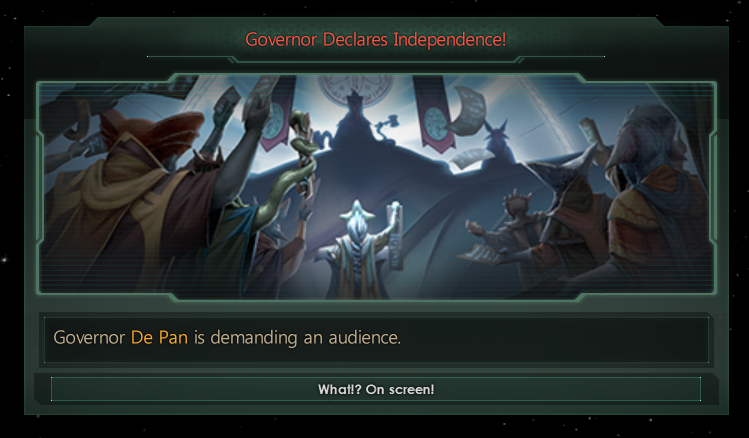 Governor Declares Independence!
Governor De Pan is demanding an audience.
What!? On screen!